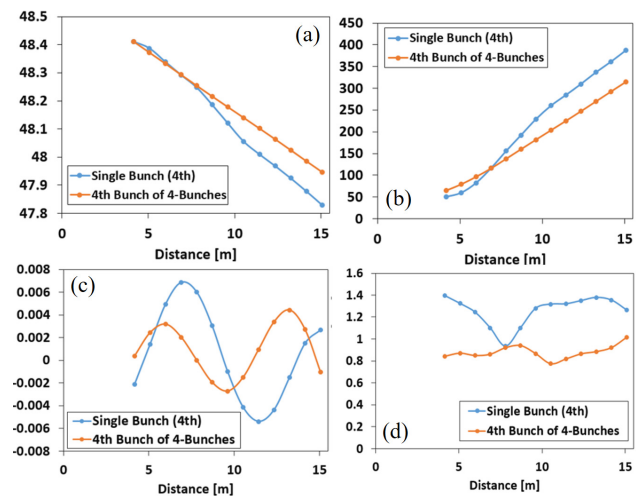 48.5
48.4
48.3
48.2
48.1
48
47.9
47.8
(a)
Single Bunch (4th)
4th Bunch of 4-Bunches
0 5 10 15
Distance [m]
450
400
350
300
250
200
150
100
50
0
Single Bunch (4th)
4th Bunch of 4-Bunches
(b)
0 5 10 15
Distance [m]
0.008
0.006
0.004
0.002
0
-0.002
-0.004
-0.006
-0.008
(c)
Single Bunch (4th)
4th Bunch of 4-Bunches
0 5 10 15
Distance [m]
1.6
1.4
1.2
1
0.8
0.6
0.4
0.2
0
Single Bunch (4th)
4th Bunch of 4-Bunches
(d)
0 5 10 15
Distance [m]